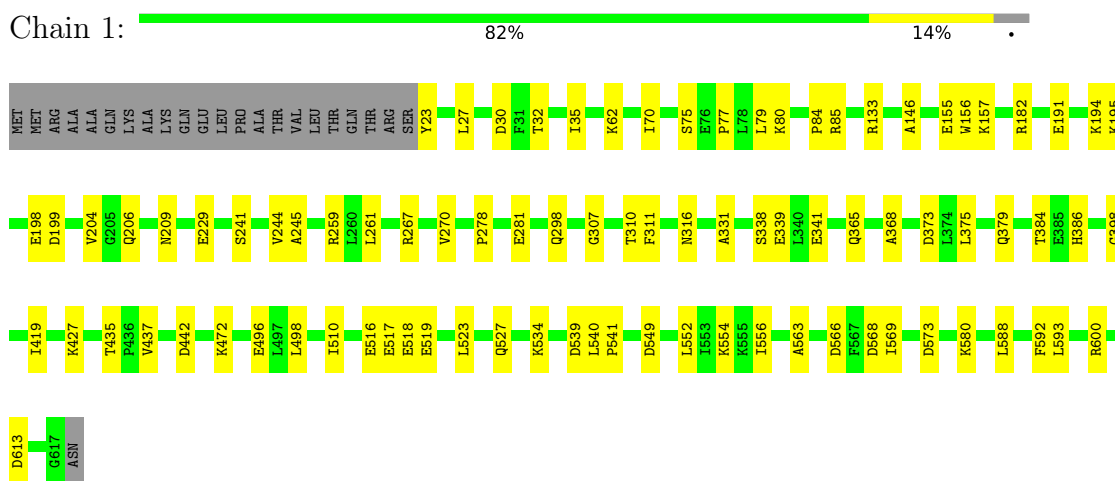 Chain 1:
82% 14% •
MET MET ARG ALA ALA GLN LYS ALA LYS GLN GLU LEU PRO ALA THR VAL LEU THR GLN THR ARG SER Y23 L27 D30 F31 T32 I35 K62 I70 S75 E76 P77 L78 L79 K80 P84 R85 R133 A146 E155 W156 K157 R182 E191 K194 K195
E198 D199 V204 G205 Q206 N209 E229 S241 V244 A245 R259 L260 L261 R267 V270 P278 E281 Q298 G307 T310 F311 N316 A331 S338 E339 L340 E341 Q365 A368 D373 L374 L375 Q379 T384 E385 H386
I419 K427 T435 P436 V437 D442 K472 E496 L497 L498 I510 E516 E517 E518 E519 L523 Q527 K534 D539 L540 P541 D549 L552 I553 K554 K555 I556 A563 D566 F567 D568 I569 D573 K580 L588 F592 L593 R600
D613 G617 ASN